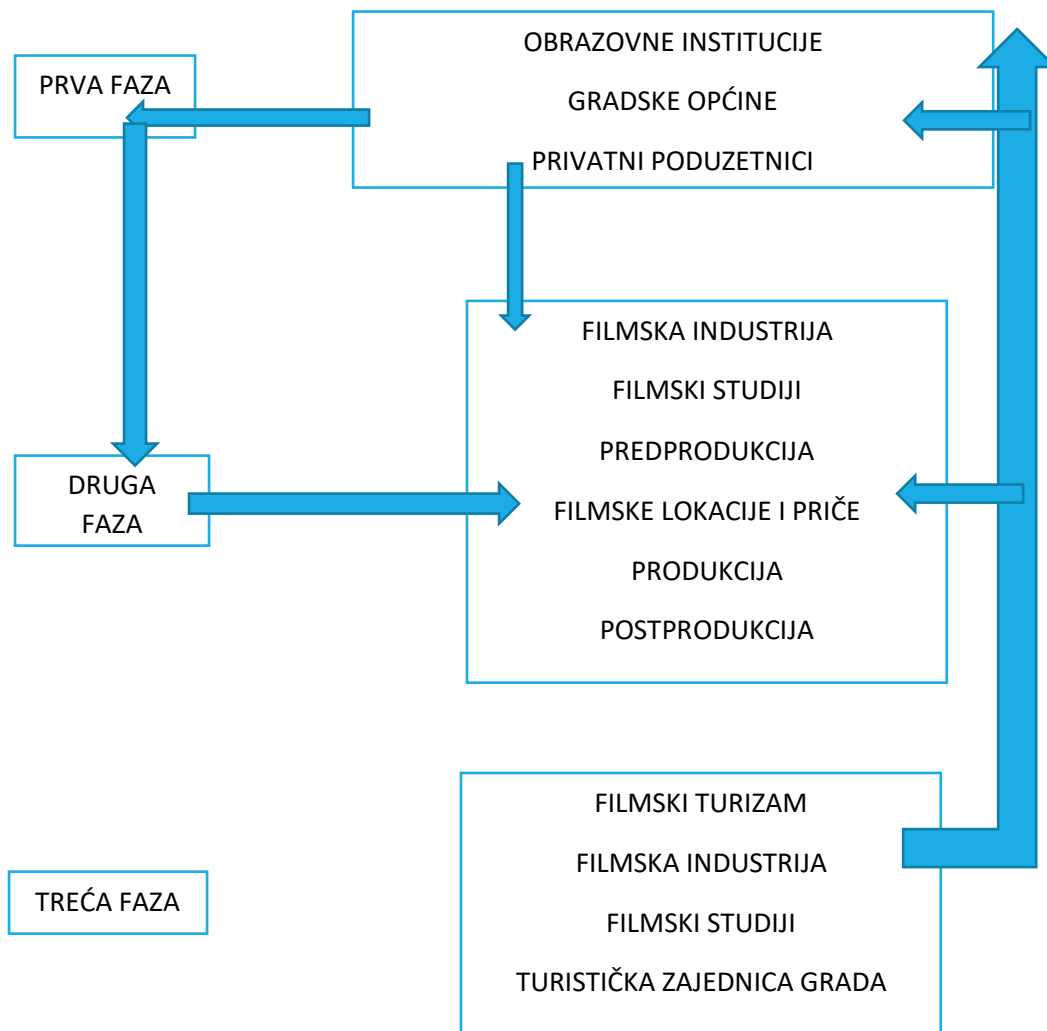 PRVA FAZA
OBRAZOVNE INSTITUCIJE
GRADSKE OPĆINE
PRIVATNI PODUZETNICI
DRUGA
FAZA
FILMSKA INDUSTRIJA
FILMSKI STUDIJI
PREDPRODUKCIJA
FILMSKE LOKACIJE I PRIČE
PRODUKCIJA
POSTPRODUKCIJA
TREĆA FAZA
FILMSKI TURIZAM
FILMSKA INDUSTRIJA
FILMSKI STUDIJI
TURISTIČKA ZAJEDNICA GRADA